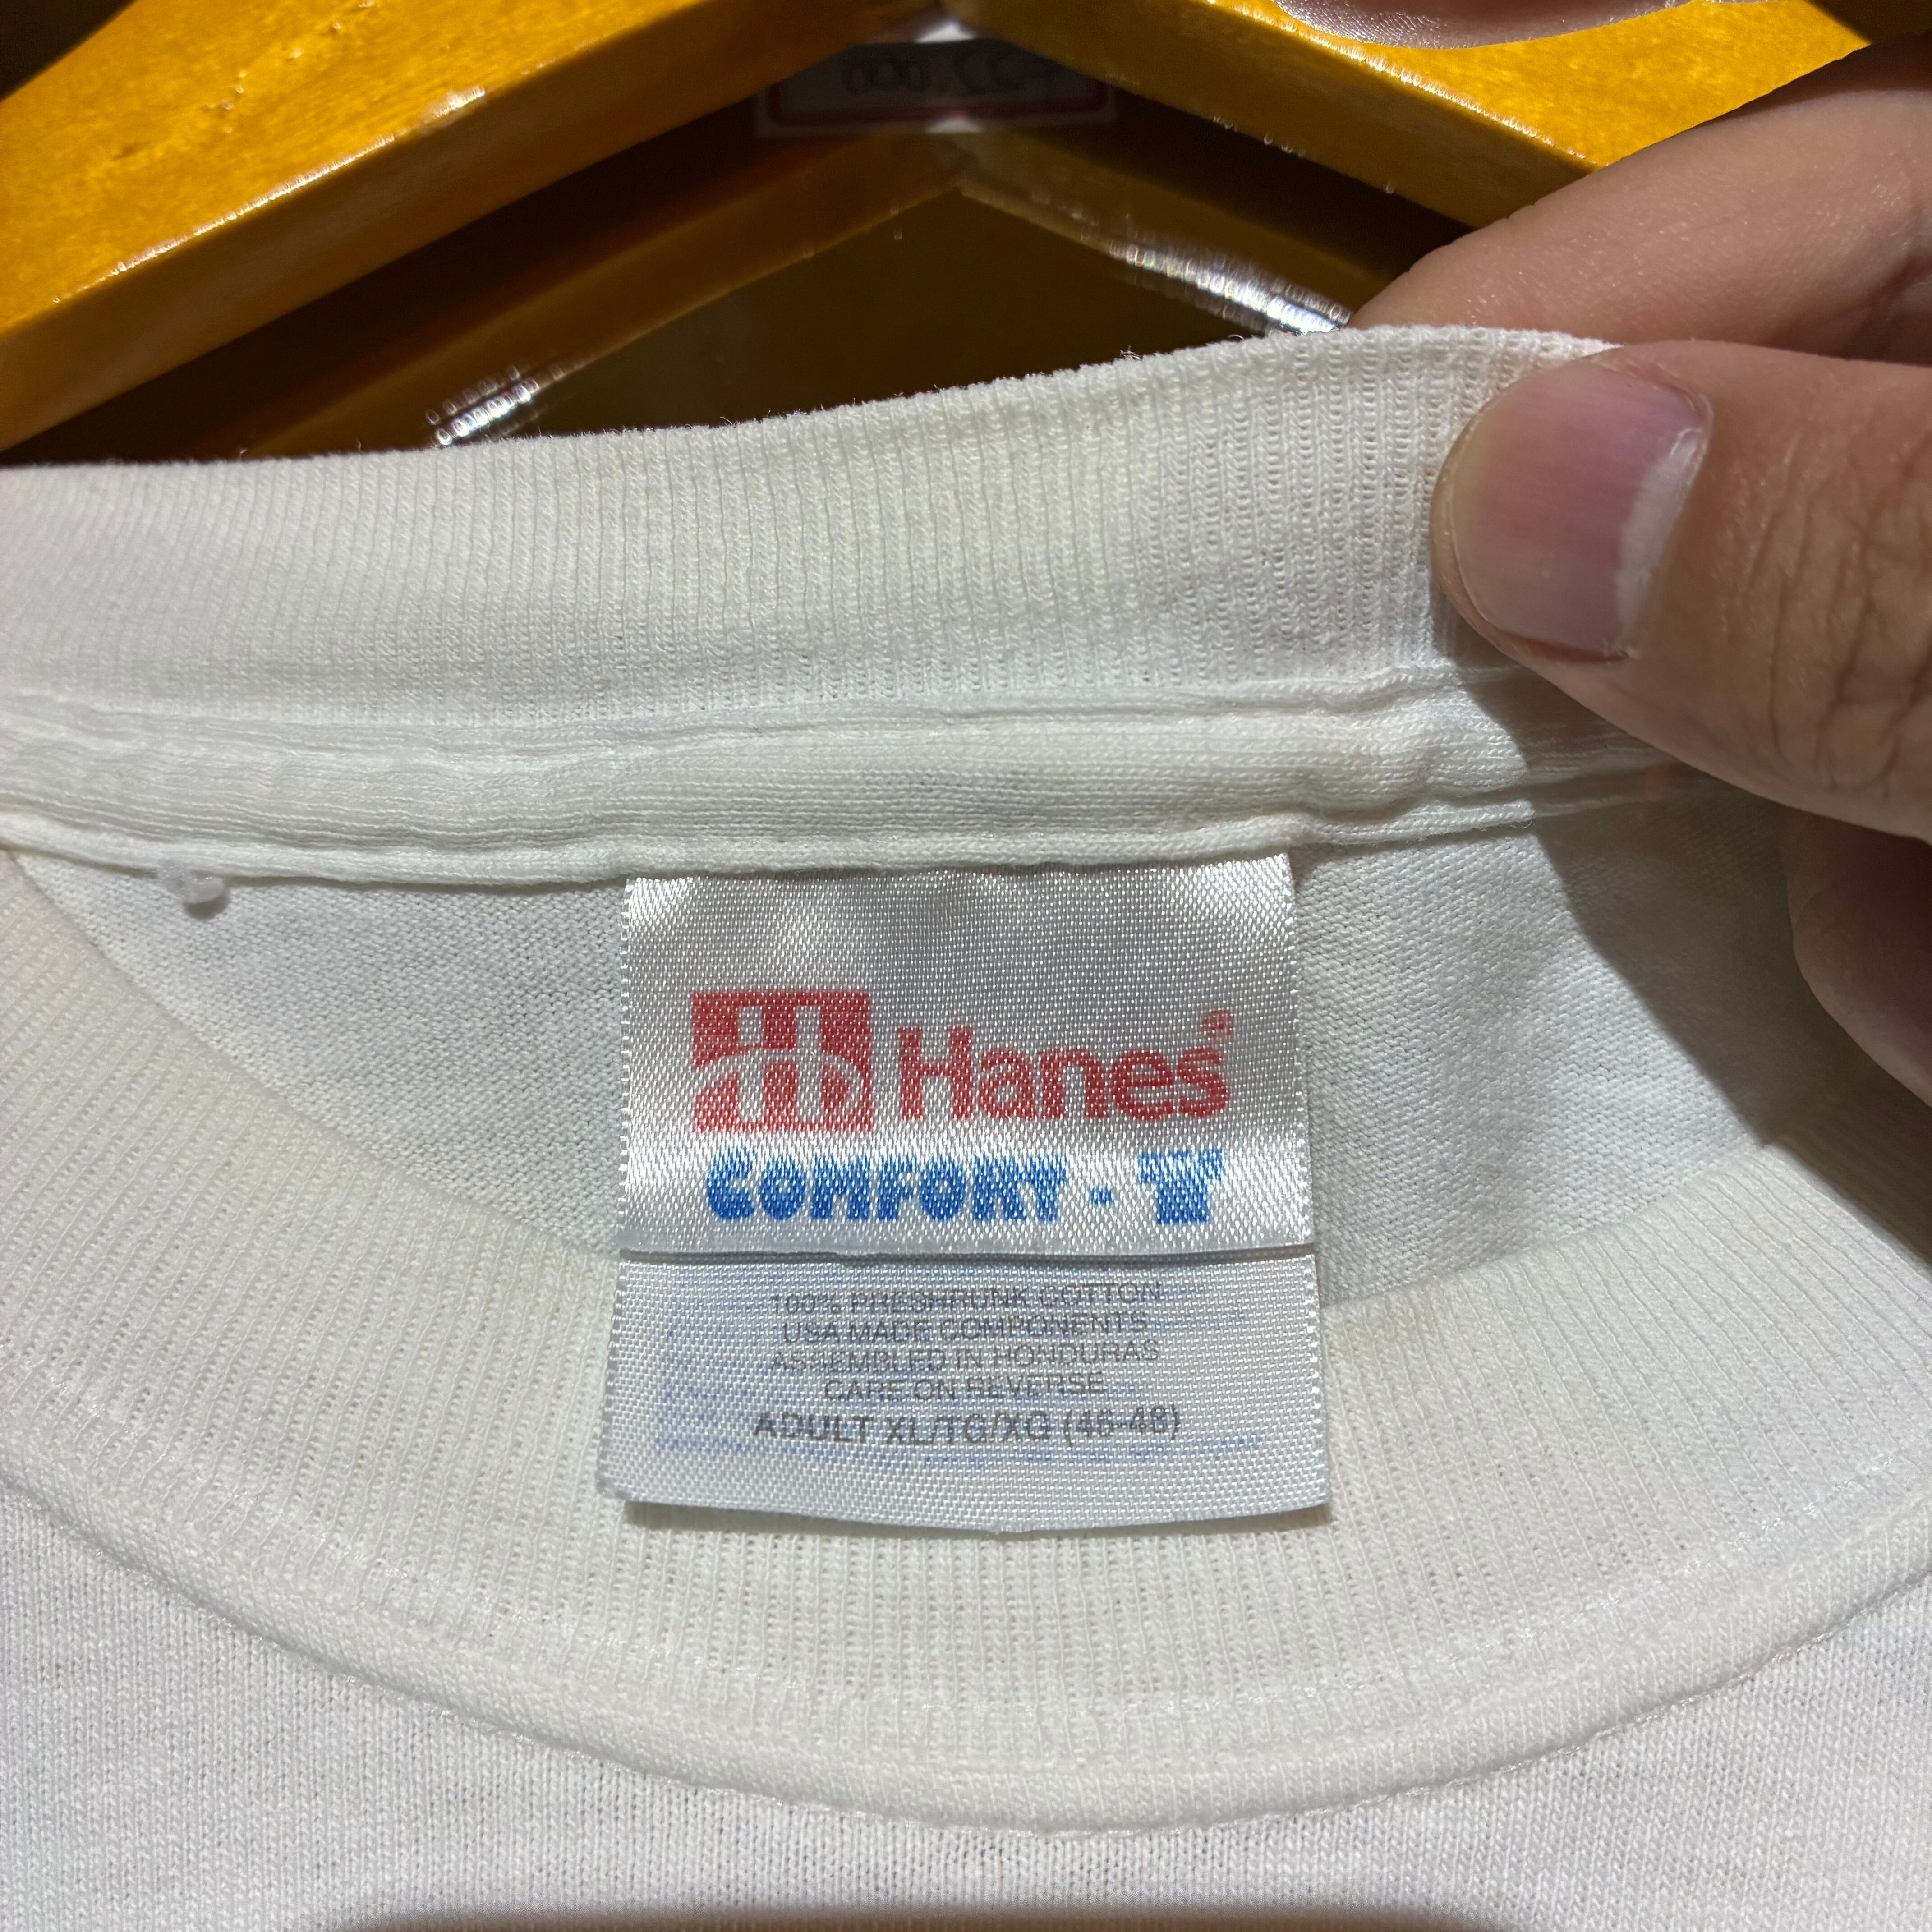 Hanes®
COMFORT-T
100% PRESHRUNK COTTON
USA MADE COMPONENTS
ASSEMBLED IN HONDURAS
CARE ON REVERSE
ADULT XL/TG/XG (46-48)